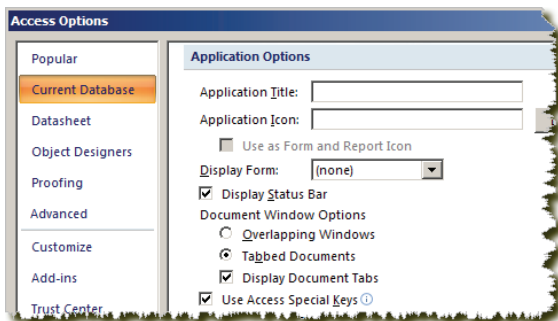 Access Options
Popular
Current Database
Datasheet
Object Designers
Proofing
Advanced
Customize
Add-ins
Trust Center
Application Options
Application Title:
Application Icon:
Use as Form and Report Icon
Display Form: (none)
Display Status Bar
Document Window Options
Overlapping Windows
Tabbed Documents
Display Document Tabs
Use Access Special Keys